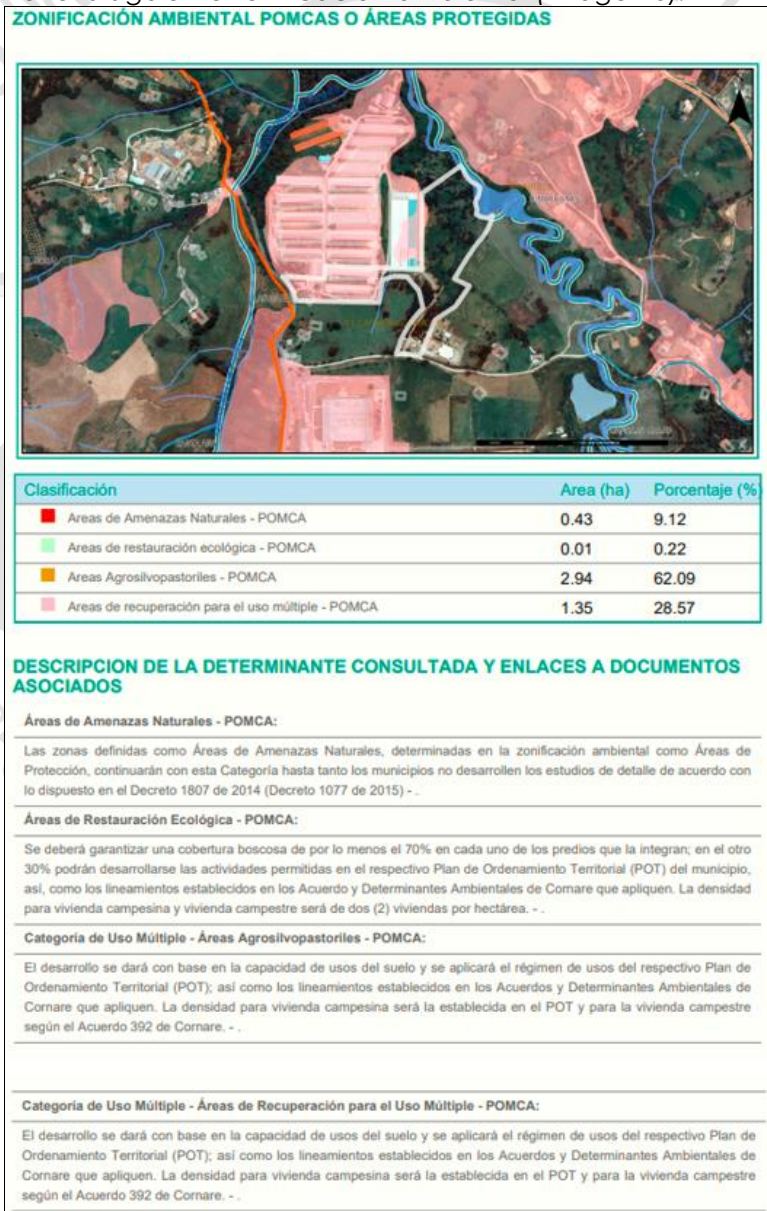 ZONIFICACIÓN AMBIENTAL POMCAS O ÁREAS PROTEGIDAS
Clasificación Area (ha) Porcentaje (%)
Areas de Amenazas Naturales - POMCA 0.43 9.12
Areas de restauración ecológica - POMCA 0.01 0.22
Areas Agrosilvopastoriles - POMCA 2.94 62.09
Areas de recuperación para el uso múltiple - POMCA 1.35 28.57
DESCRIPCION DE LA DETERMINANTE CONSULTADA Y ENLACES A DOCUMENTOS
ASOCIADOS
Áreas de Amenazas Naturales - POMCA:
Las zonas definidas como Áreas de Amenazas Naturales, determinadas en la zonificación ambiental como Áreas de
Protección, continuarán con esta Categoría hasta tanto los municipios no desarrollen los estudios de detalle de acuerdo con
lo dispuesto en el Decreto 1807 de 2014 (Decreto 1077 de 2015) - .
Áreas de Restauración Ecológica - POMCA:
Se deberá garantizar una cobertura boscosa de por lo menos el 70% en cada uno de los predios que la integran; en el otro
30% podrán desarrollarse las actividades permitidas en el respectivo Plan de Ordenamiento Territorial (POT) del municipio,
así, como los lineamientos establecidos en los Acuerdo y Determinantes Ambientales de Cornare que apliquen. La densidad
para vivienda campesina y vivienda campestre será de dos (2) viviendas por hectárea. - .
Categoría de Uso Múltiple - Áreas Agrosilvopastoriles - POMCA:
El desarrollo se dará con base en la capacidad de usos del suelo y se aplicará el régimen de usos del respectivo Plan de
Ordenamiento Territorial (POT); así como los lineamientos establecidos en los Acuerdos y Determinantes Ambientales de
Cornare que apliquen. La densidad para vivienda campesina será la establecida en el POT y para la vivienda campestre
según el Acuerdo 392 de Cornare. - .
Categoría de Uso Múltiple - Áreas de Recuperación para el Uso Múltiple - POMCA:
El desarrollo se dará con base en la capacidad de usos del suelo y se aplicará el régimen de usos del respectivo Plan de
Ordenamiento Territorial (POT); así como los lineamientos establecidos en los Acuerdos y Determinantes Ambientales de
Cornare que apliquen. La densidad para vivienda campesina será la establecida en el POT y para la vivienda campestre
según el Acuerdo 392 de Cornare. - .